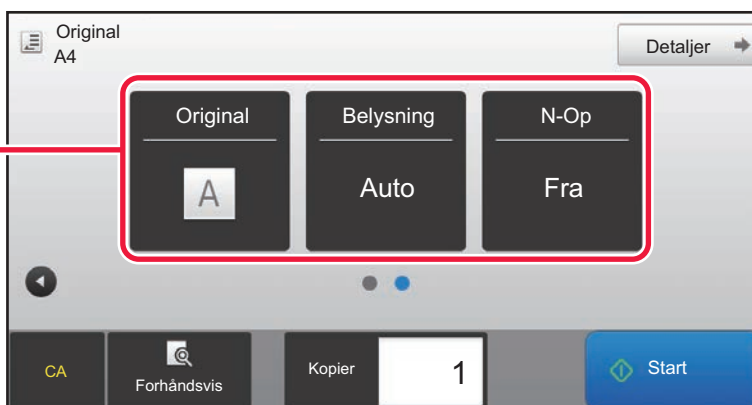 Original
A4
Detaljer
Original
Belysning
N-Op
A
Auto
Fra
CA
Forhåndsvis
Kopier
1
Start